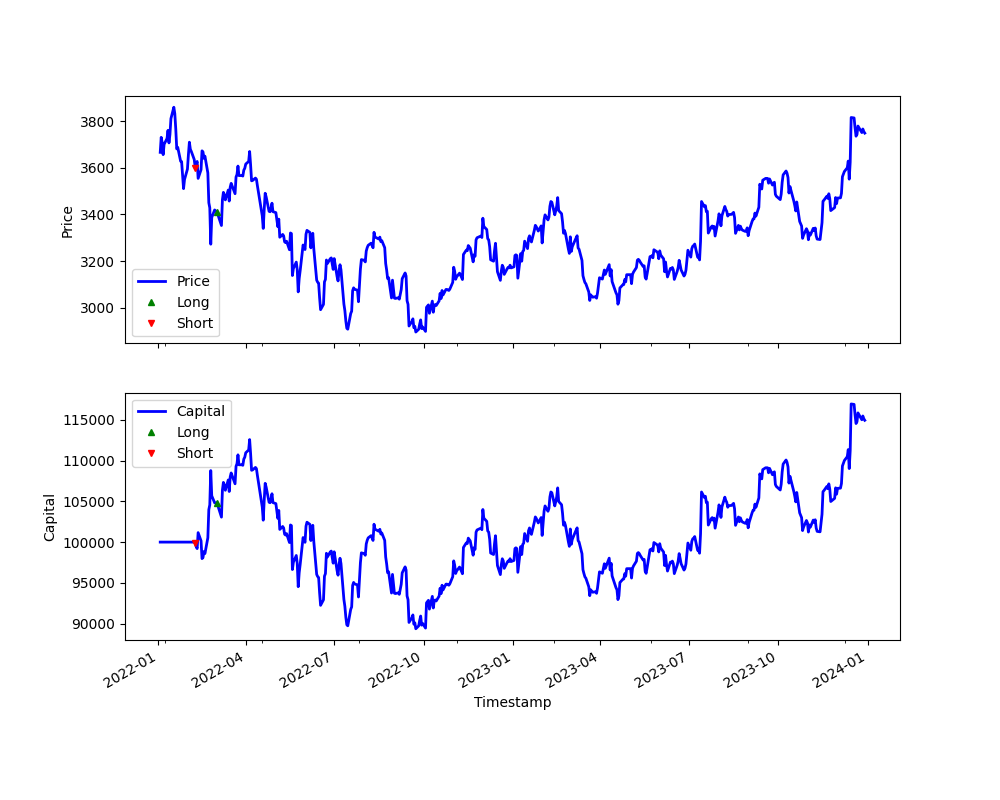 3800
3600
3400
3200
3000
Price
Price
Long
Short
115000
110000
105000
100000
95000
90000
Capital
Capital
Long
Short
2022-01
2022-04
2022-07
2022-10
2023-01
2023-04
2023-07
2023-10
2024-01
Timestamp